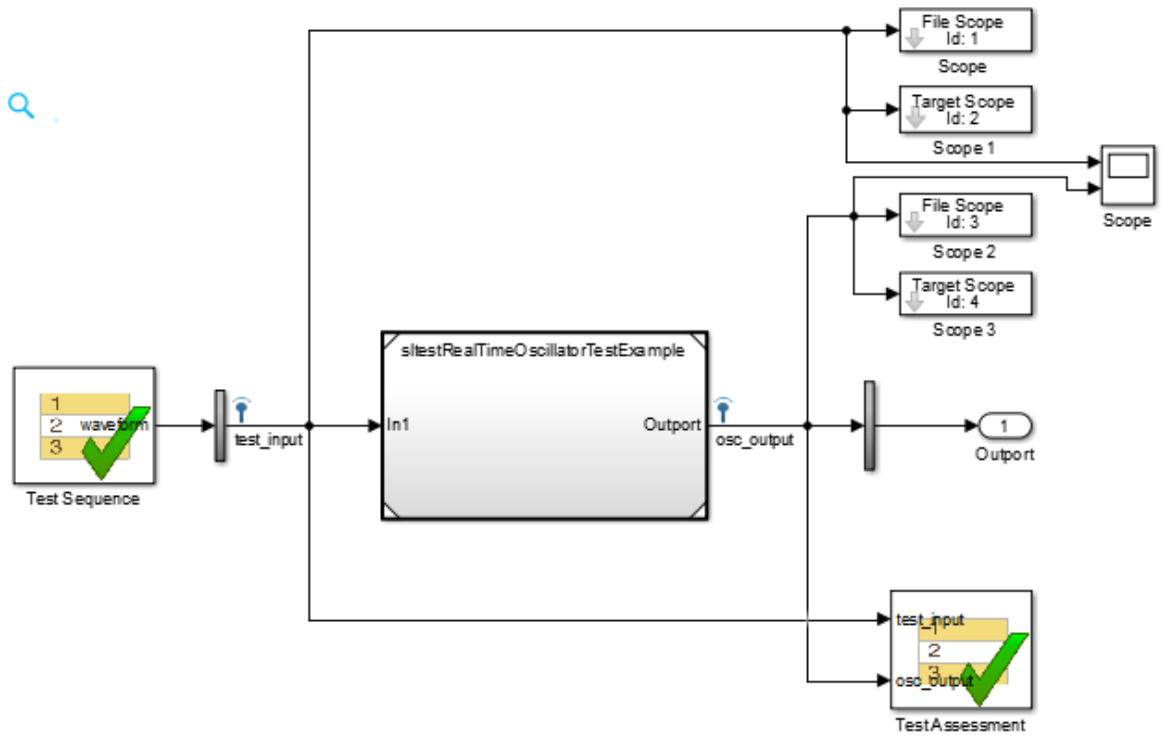 File Scope
Id: 1
Scope
Target Scope
Id: 2
Scope 1
Scope
File Scope
Id: 3
Scope 2
Target Scope
Id: 4
Scope 3
sltestRealTimeOscillatorTestExample
In1
Outport
1
2
3
waveform
Test Sequence
test_input
osc_output
1
Outport
test_input
1
2
3
osc_output
Test Assessment